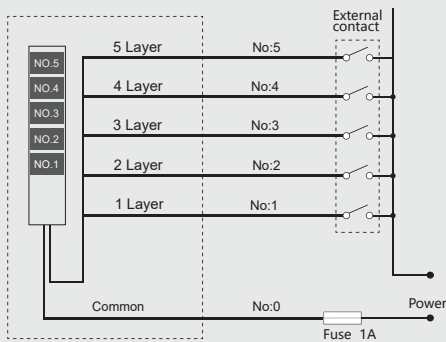 External
contact
5 Layer No:5
NO.5
4 Layer No:4
NO.4
3 Layer No:3
NO.3
2 Layer No:2
NO.2
NO.1
1 Layer No:1
Common No:0 Power
Fuse 1A